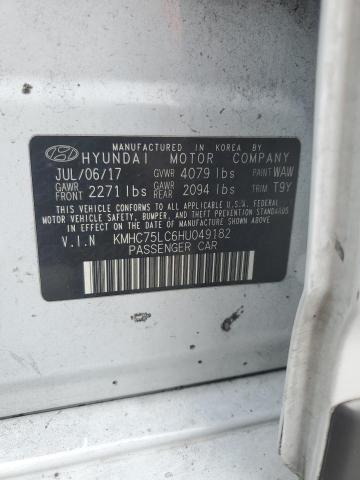 MANUFACTURED IN KOREA BY
HYUNDAI MOTOR COMPANY
JUL/06/17 GVWR 4079 lbs PAINT WAW
GAWR FRONT 2271 lbs GAWR REAR 2094 lbs TRIM T9Y
THIS VEHICLE CONFORMS TO ALL APPLICABLE U.S. FEDERAL
MOTOR VEHICLE SAFETY, BUMPER, AND THEFT PREVENTION
STANDARDS IN EFFECT ON THE DATE OF MANUFACTURE
SHOWN ABOVE.
V.I.N KMHC75LC6HU049182
PASSENGER CAR